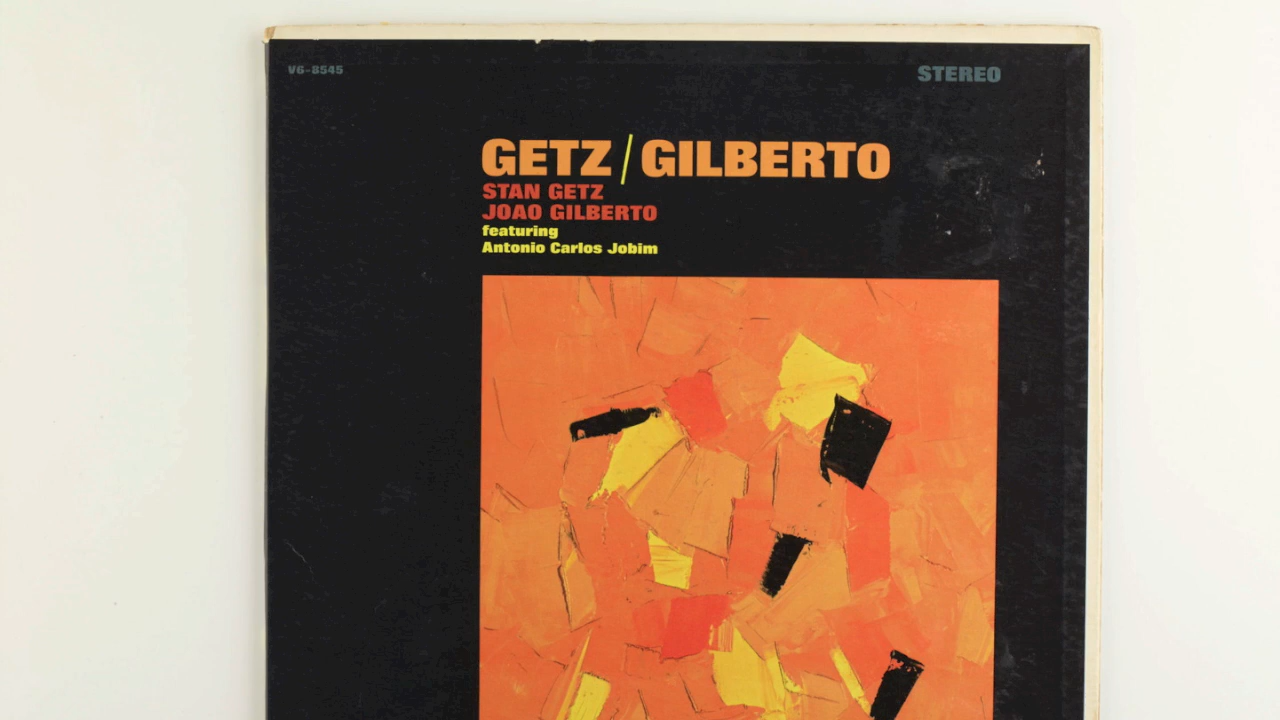 V6-8545
STEREO
GETZ/GILBERTO
STAN GETZ
JOAO GILBERTO
featuring
Antonio Carlos Jobim